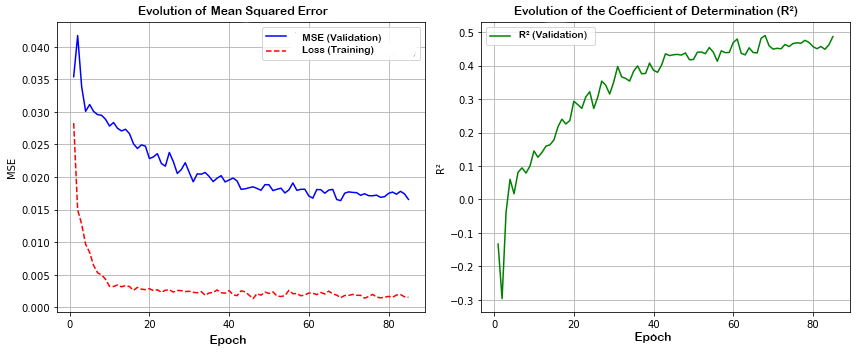 Evolution of Mean Squared Error
MSE (Validation)
Loss (Training)
0.040
0.035
0.030
0.025
0.020
0.015
0.010
0.005
0.000
MSE
0 20 40 60 80
Epoch
Evolution of the Coefficient of Determination (R²)
R² (Validation)
0.5
0.4
0.3
0.2
0.1
0.0
−0.1
−0.2
−0.3
R²
0 20 40 60 80
Epoch